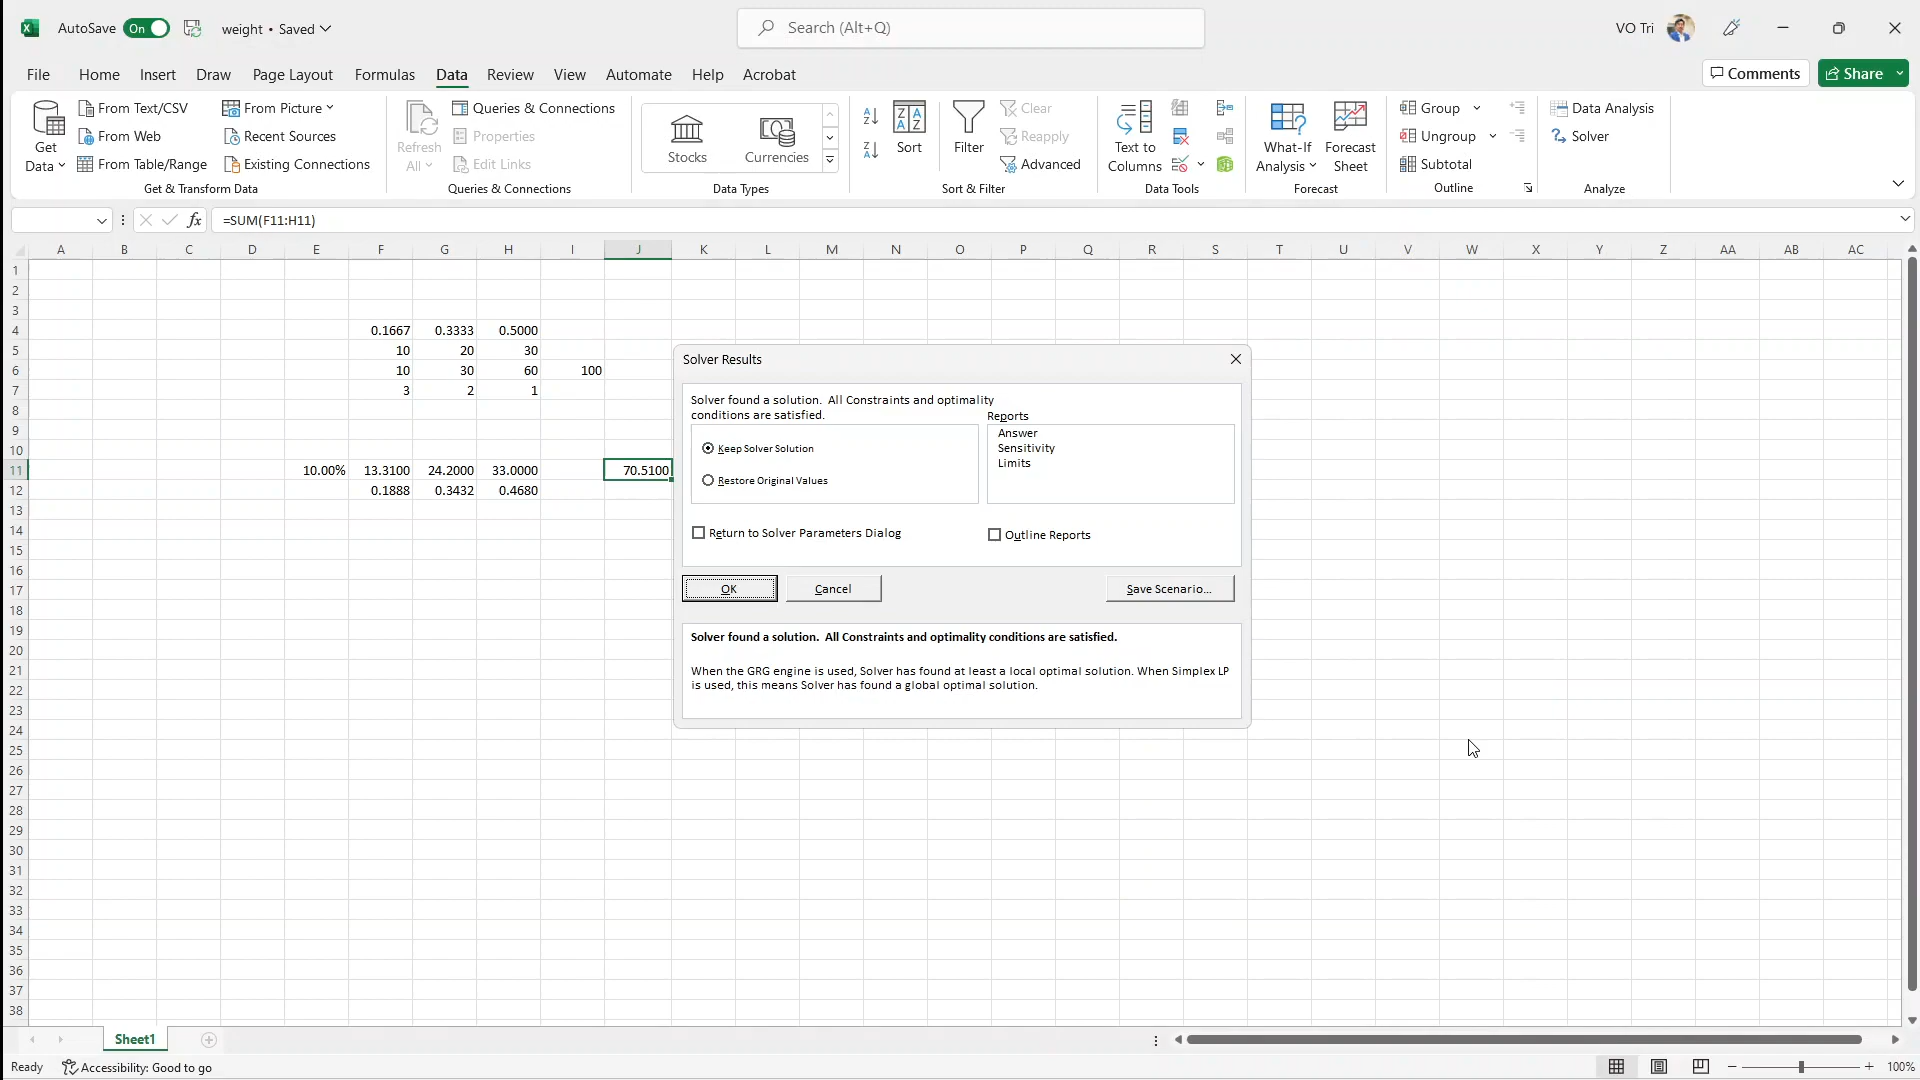 AutoSave On weight • Saved Search (Alt+Q) VO Tri
File Home Insert Draw Page Layout Formulas Data Review View Automate Help Acrobat Comments Share
Get Data
From Text/CSV
From Web
From Table/Range
From Picture
Recent Sources
Existing Connections
Get & Transform Data
Refresh All
Queries & Connections
Properties
Edit Links
Queries & Connections
Stocks Currencies
Data Types
Sort
Filter
Clear
Reapply
Advanced
Sort & Filter
Text to Columns
Data Tools
What-If Analysis
Forecast Sheet
Forecast
Group
Ungroup
Subtotal
Outline
Data Analysis
Solver
Analyze
fx =SUM(F11:H11)
A B C D E F G H I J K L M N O P Q R S T U V W X Y Z AA AB AC
1
2
3
4 0.1667 0.3333 0.5000
5 10 20 30
6 10 30 60 100
7 3 2 1
8
9
10
11 10.00% 13.3100 24.2000 33.0000 70.5100
12 0.1888 0.3432 0.4680
13
14
15
16
17
18
19
20
21
22
23
24
25
26
27
28
29
30
31
32
33
34
35
36
37
38
Solver Results
Solver found a solution. All Constraints and optimality
conditions are satisfied.
Keep Solver Solution
Restore Original Values
Reports
Answer
Sensitivity
Limits
Return to Solver Parameters Dialog
Outline Reports
OK Cancel Save Scenario...
Solver found a solution. All Constraints and optimality conditions are satisfied.
When the GRG engine is used, Solver has found at least a local optimal solution. When Simplex LP
is used, this means Solver has found a global optimal solution.
Sheet1
Ready Accessibility: Good to go 100%